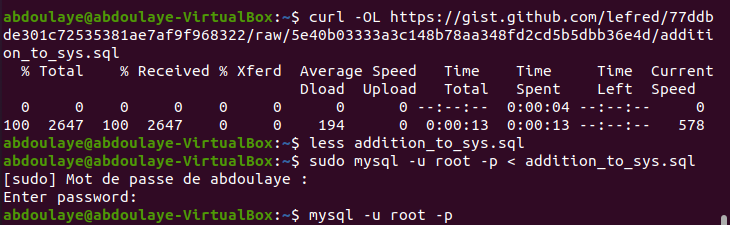 abdoulaye@abdoulaye-VirtualBox:~$ curl -OL https://gist.github.com/lefred/77ddb
de301c72535381ae7af9f968322/raw/5e40b03333a3c148b78aa348fd2cd5b5dbb36e4d/additi
on_to_sys.sql
  % Total    % Received % Xferd  Average Speed   Time    Time     Time  Current
                                 Dload  Upload   Total   Spent    Left  Speed
  0     0    0     0    0     0      0      0 --:--:--  0:00:04 --:--:--     0
100  2647  100  2647    0     0    194      0  0:00:13  0:00:13 --:--:--   578
abdoulaye@abdoulaye-VirtualBox:~$ less addition_to_sys.sql
abdoulaye@abdoulaye-VirtualBox:~$ sudo mysql -u root -p < addition_to_sys.sql
[sudo] Mot de passe de abdoulaye :
Enter password:
abdoulaye@abdoulaye-VirtualBox:~$ mysql -u root -p